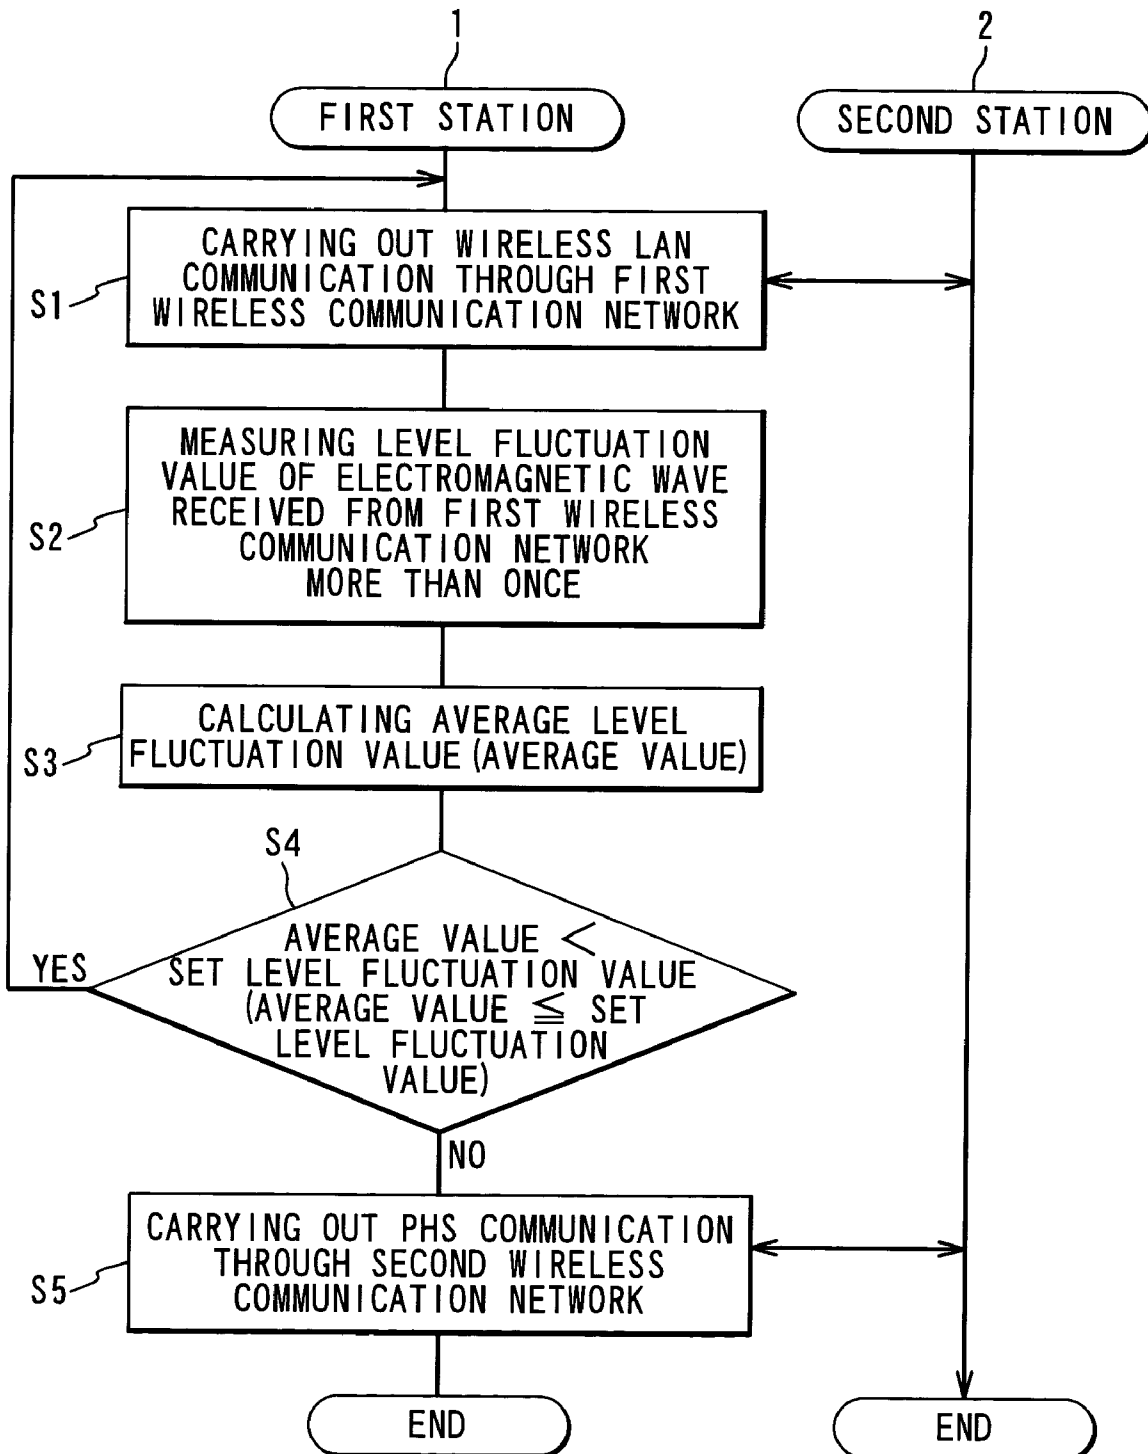 1
2
FIRST STATION
SECOND STATION
CARRYING OUT WIRELESS LAN
COMMUNICATION THROUGH FIRST
WIRELESS COMMUNICATION NETWORK
S1
MEASURING LEVEL FLUCTUATION
VALUE OF ELECTROMAGNETIC WAVE
RECEIVED FROM FIRST WIRELESS
COMMUNICATION NETWORK
MORE THAN ONCE
S2
CALCULATING AVERAGE LEVEL
FLUCTUATION VALUE (AVERAGE VALUE)
S3
S4
AVERAGE VALUE <
SET LEVEL FLUCTUATION VALUE
(AVERAGE VALUE ≦ SET
LEVEL FLUCTUATION
VALUE)
YES
NO
CARRYING OUT PHS COMMUNICATION
THROUGH SECOND WIRELESS
COMMUNICATION NETWORK
S5
END
END